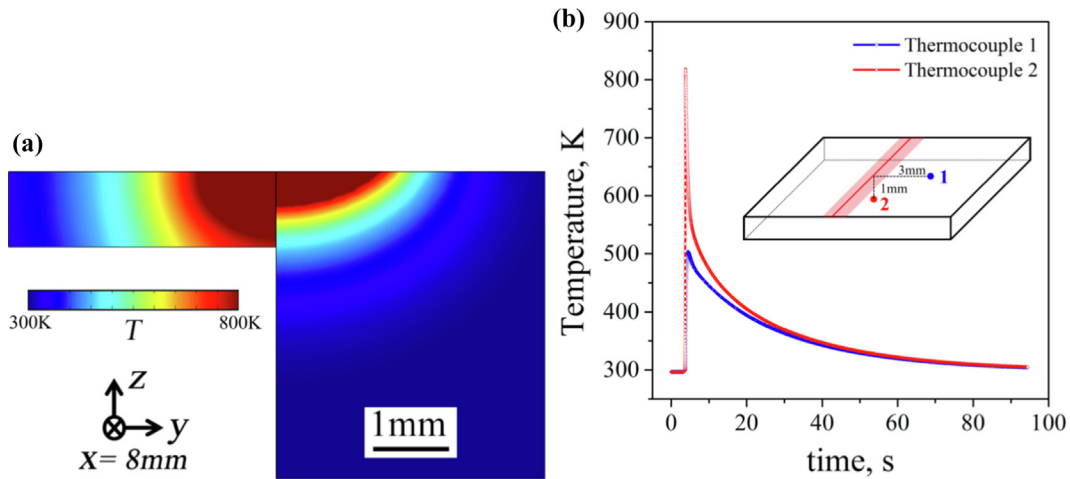 (a)
300K
T
800K
z
y
X= 8mm
1mm
(b)
900
800
700
600
500
400
300
Temperature, K
0
20
40
60
80
100
time, s
Thermocouple 1
Thermocouple 2
3mm
1
1mm
2